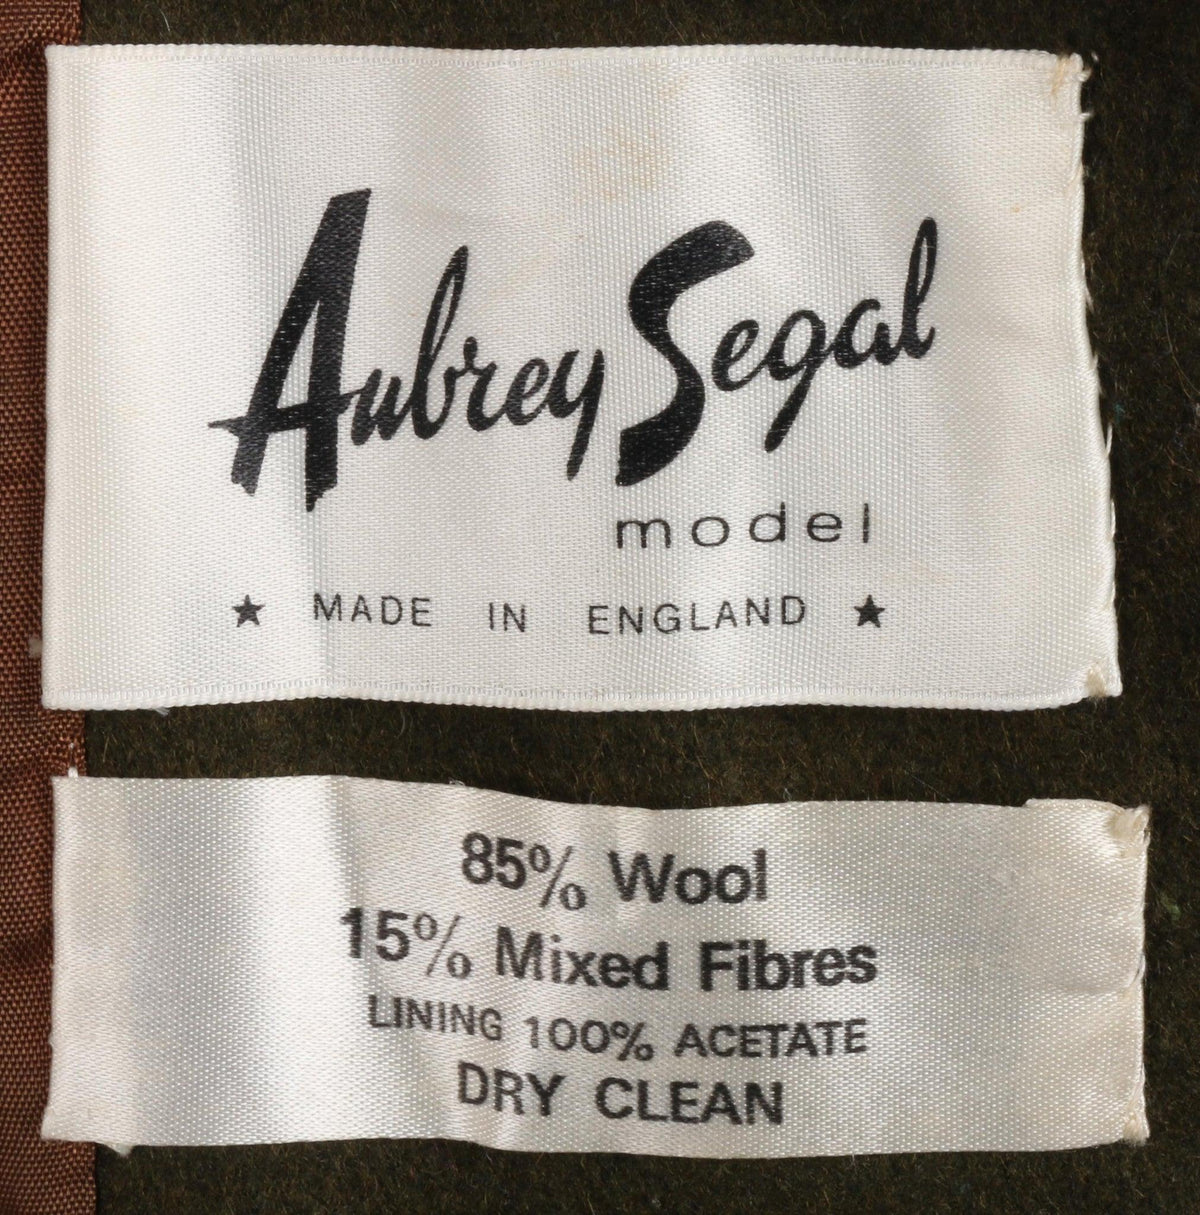 Aubrey Segal
model
★ MADE IN ENGLAND ★
85% Wool
15% Mixed Fibres
LINING 100% ACETATE
DRY CLEAN